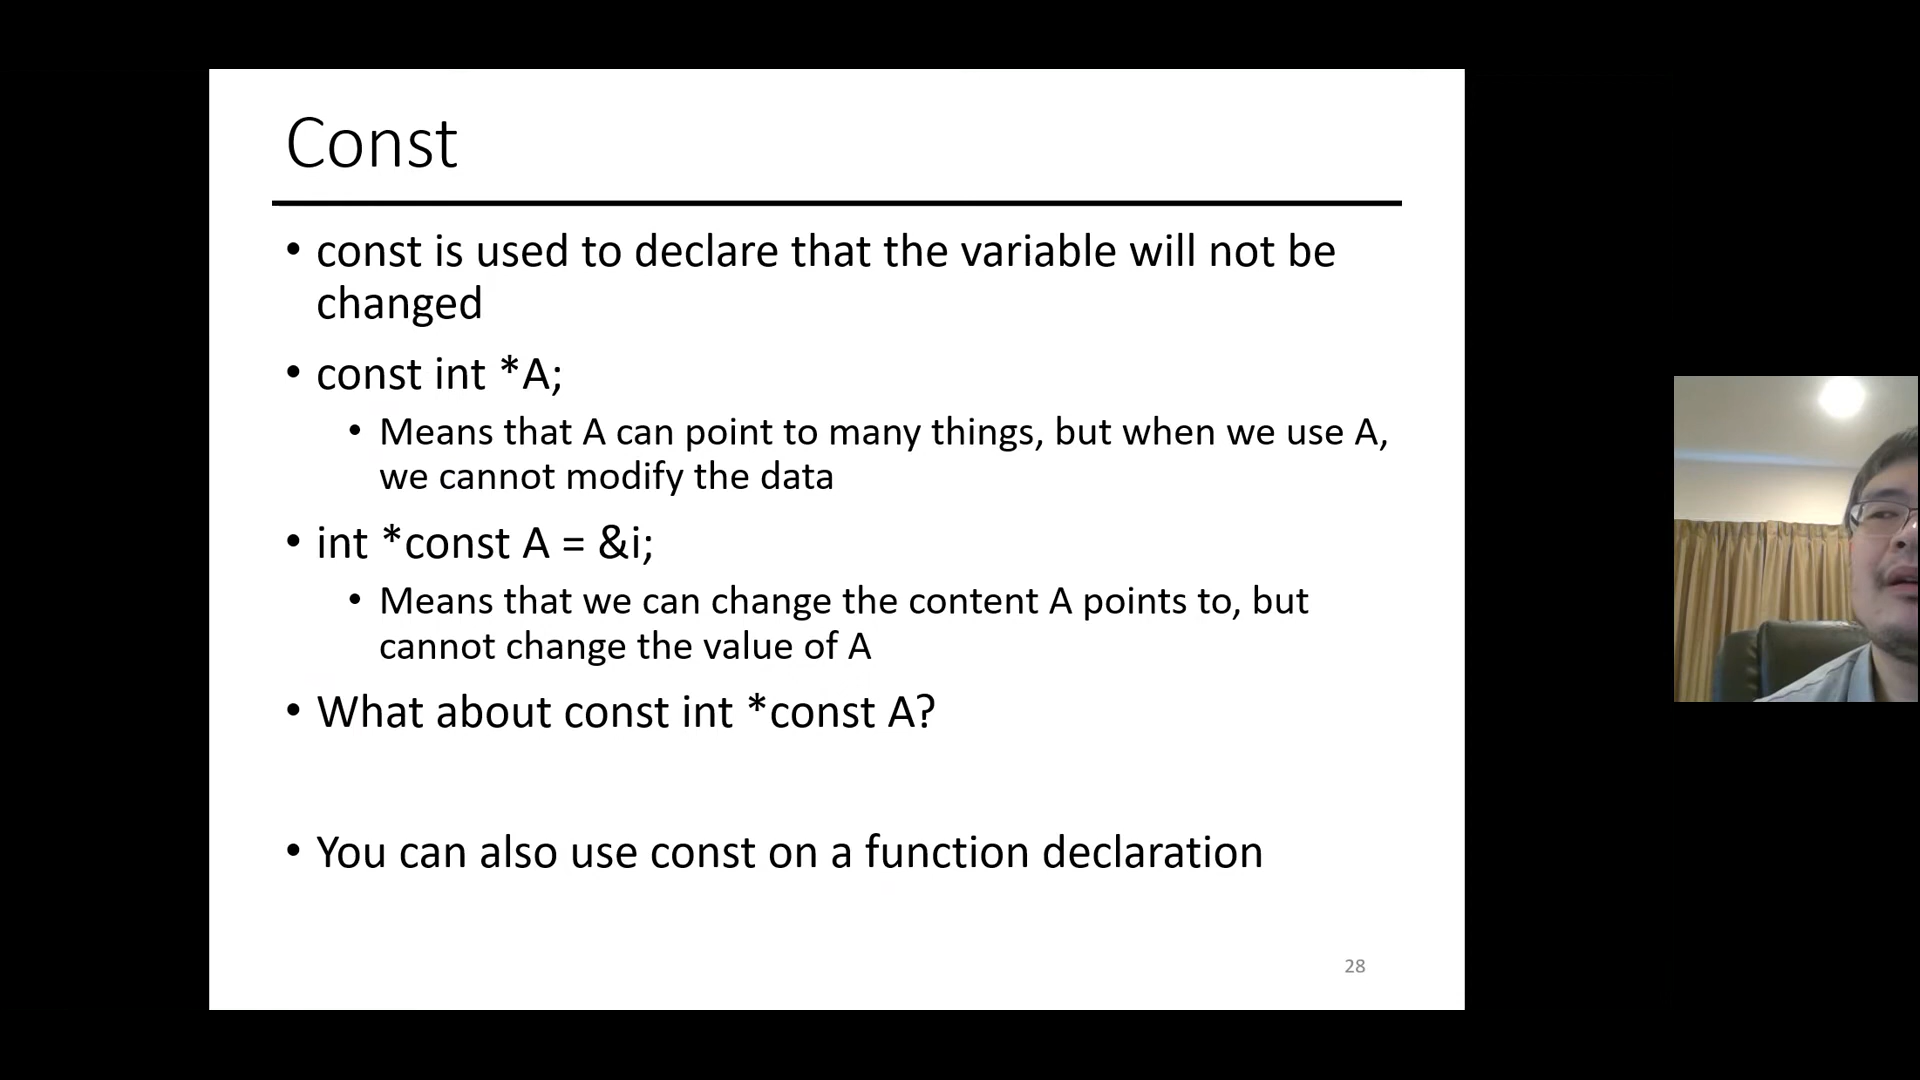 Const
• const is used to declare that the variable will not be
changed
• const int *A;
• Means that A can point to many things, but when we use A,
we cannot modify the data
• int *const A = &i;
• Means that we can change the content A points to, but
cannot change the value of A
• What about const int *const A?
• You can also use const on a function declaration
28